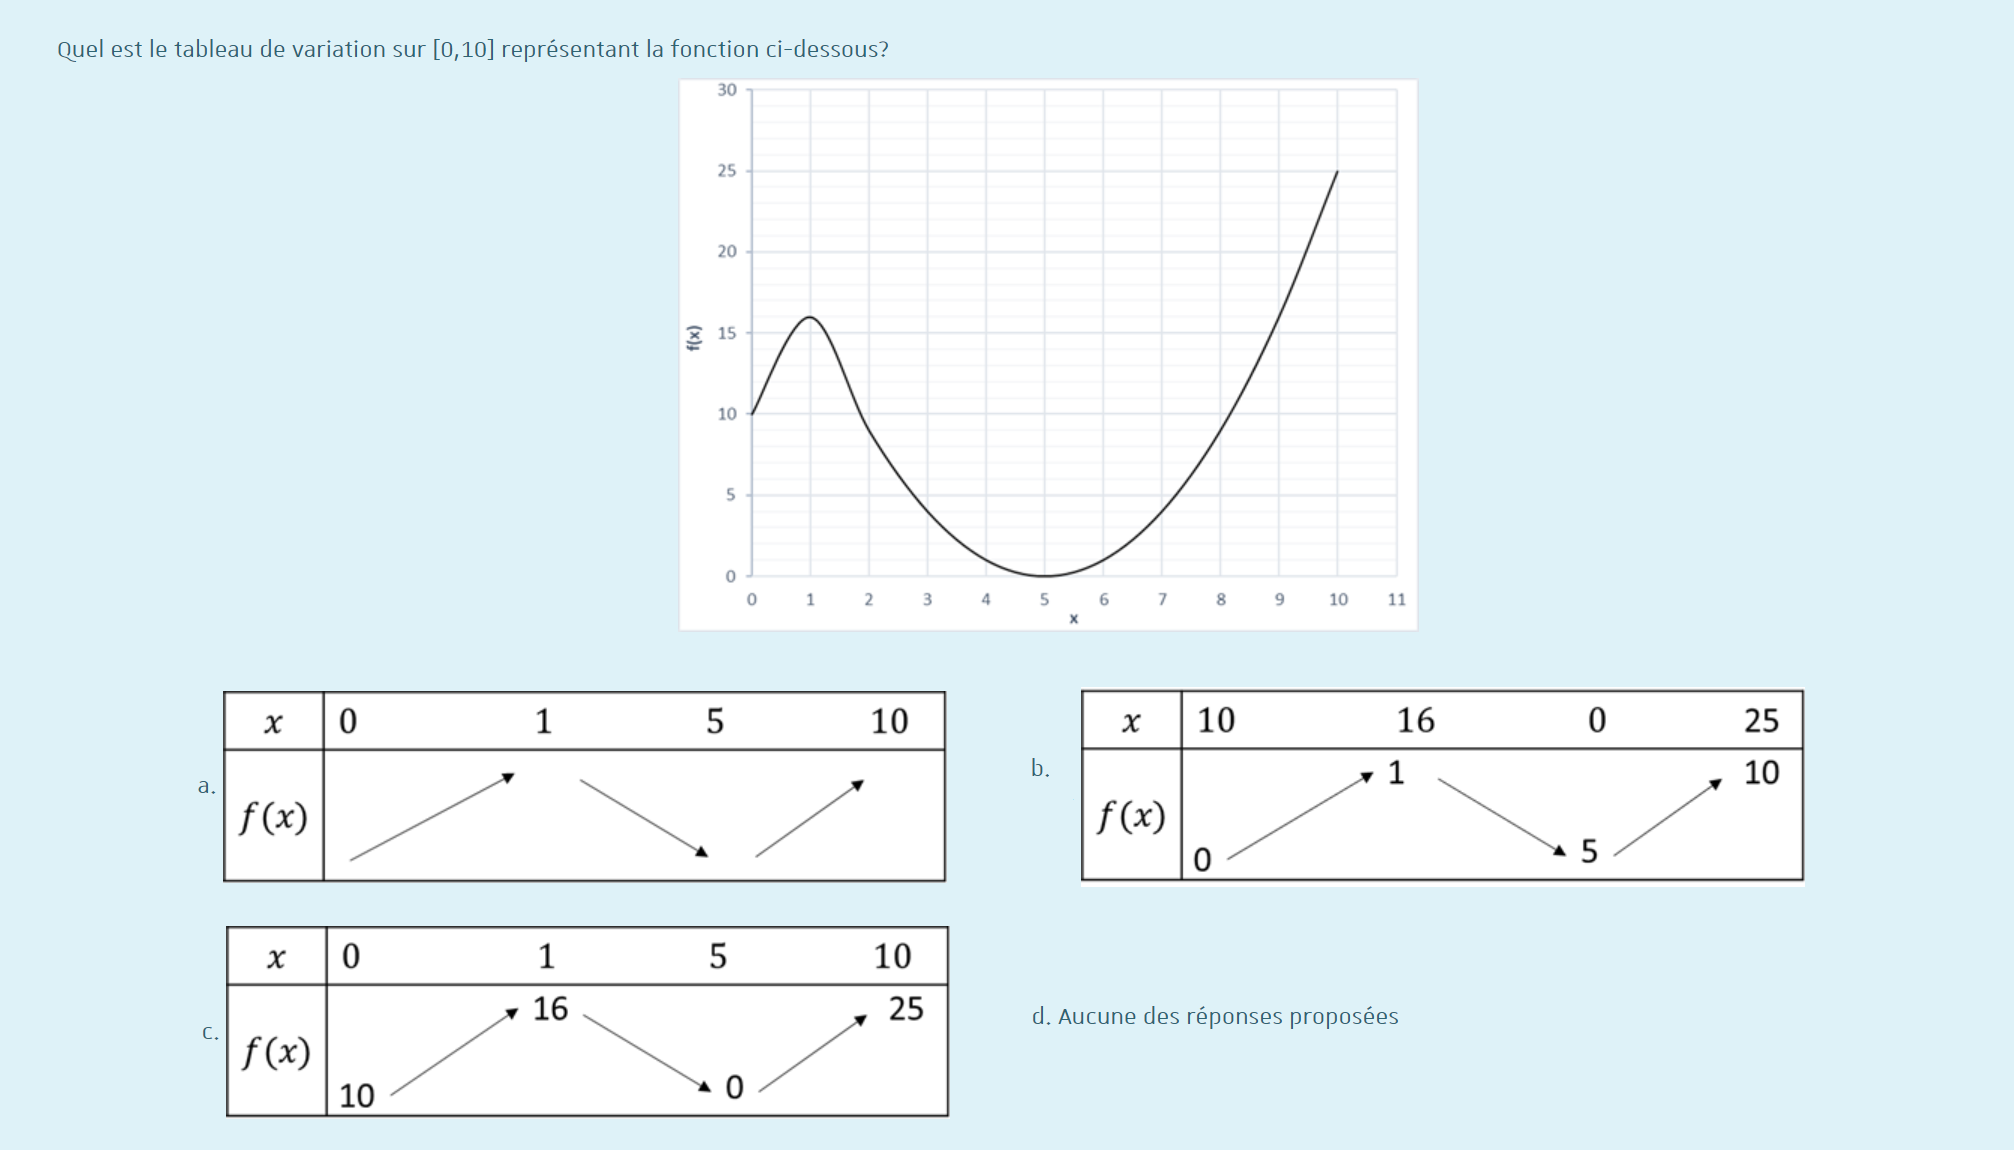 Quel est le tableau de variation sur [0,10] représentant la fonction ci-dessous?
30
25
20
15
10
5
0
f(x)
0 1 2 3 4 5 6 7 8 9 10 11
x
a.
x 0 1 5 10
f(x)
b.
x 10 16 0 25
1 10
f(x)
0 5
c.
x 0 1 5 10
16 25
f(x)
10 0
d. Aucune des réponses proposées